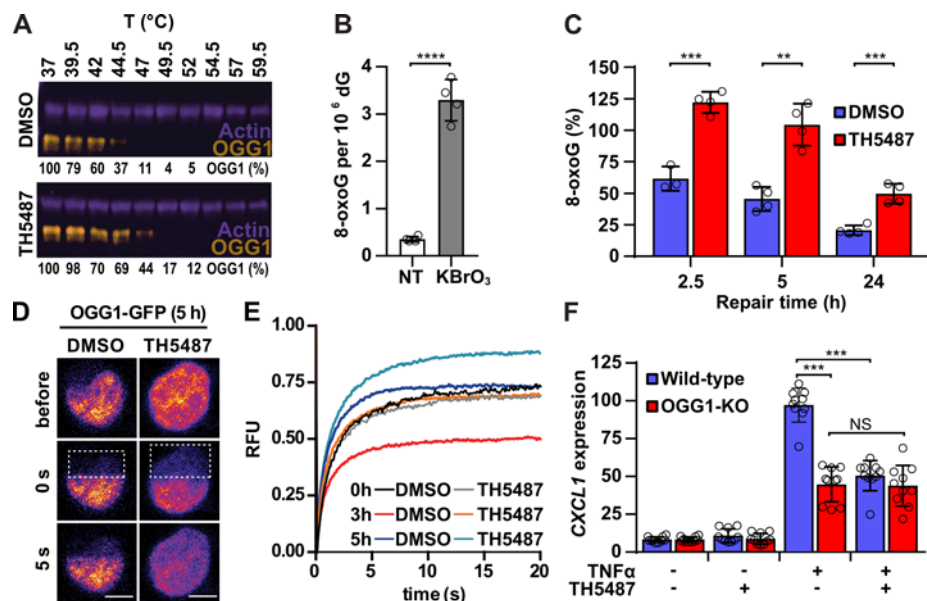 A
T (°C)
37 39.5 42 44.5 47 49.5 52 54.5 57 59.5
DMSO
Actin
OGG1
100 79 60 37 11 4 5 OGG1 (%)
TH5487
Actin
OGG1
100 98 70 69 44 17 12 OGG1 (%)
B
8-oxoG per 10⁶ dG
****
4
3
2
1
0
NT KBrO₃
C
8-oxoG (%)
*** ** ***
150
125
100
75
50
25
0
DMSO
TH5487
2.5 5 24
Repair time (h)
D
OGG1-GFP (5 h)
DMSO TH5487
before
0 s
5 s
E
RFU
1.00
0.75
0.50
0.25
0.00
0h DMSO TH5487
3h DMSO TH5487
5h DMSO TH5487
0 5 10 15 20
time (s)
F
CXCL1 expression
125
100
75
50
25
0
Wild-type
OGG1-KO
***
***
NS
TNFα - - + +
TH5487 - + - +